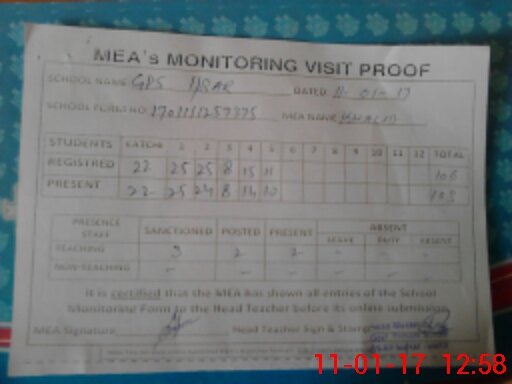 MEA's MONITORING VISIT PROOF
SCHOOL NAME GPS NSAR DATED 11-01-17
SCHOOL FORM NO MEA NAME KHALID
STUDENTS KATCHI 1 2 3 4 5 6 7 8 9 10 11 12 TOTAL
REGISTRED 22 25 25 8 15 11 106
PRESENT 22 25 24 8 14 10 103
PRESENCE STAFF SANCTIONED POSTED PRESENT ABSENT
LEAVE DUTY ABSENT
TEACHING 3 2 2 - - -
NON-TEACHING - - - - - -
It is certified that the MEA has shown all entries of the School
Monitoring Form to the Head Teacher before its online submission
MEA Signature Head Teacher Sign & Stamp Head Master
11-01-17 12:58